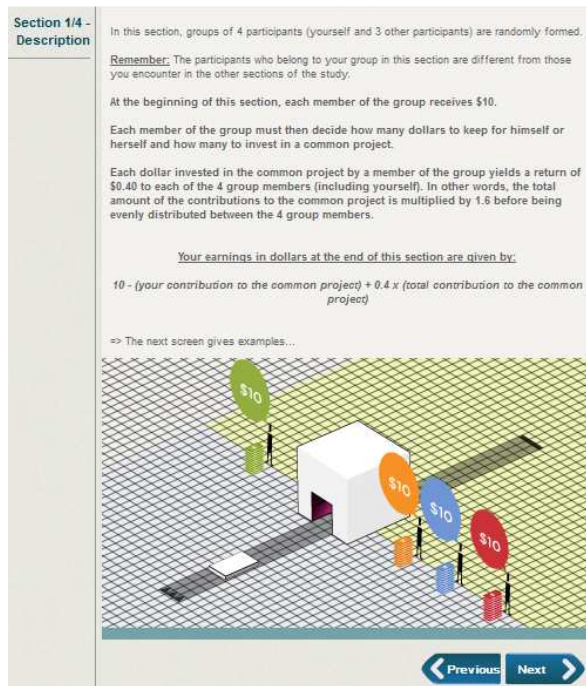 Section 1/4 -
Description
In this section, groups of 4 participants (yourself and 3 other participants) are randomly formed.
Remember: The participants who belong to your group in this section are different from those
you encounter in the other sections of the study.
At the beginning of this section, each member of the group receives $10.
Each member of the group must then decide how many dollars to keep for himself or
herself and how many to invest in a common project.
Each dollar invested in the common project by a member of the group yields a return of
$0.40 to each of the 4 group members (including yourself). In other words, the total
amount of the contributions to the common project is multiplied by 1.6 before being
evenly distributed between the 4 group members.
Your earnings in dollars at the end of this section are given by:
10 - (your contribution to the common project) + 0.4 x (total contribution to the common
project)
=> The next screen gives examples...
$10
$10
$10
$10
Previous
Next